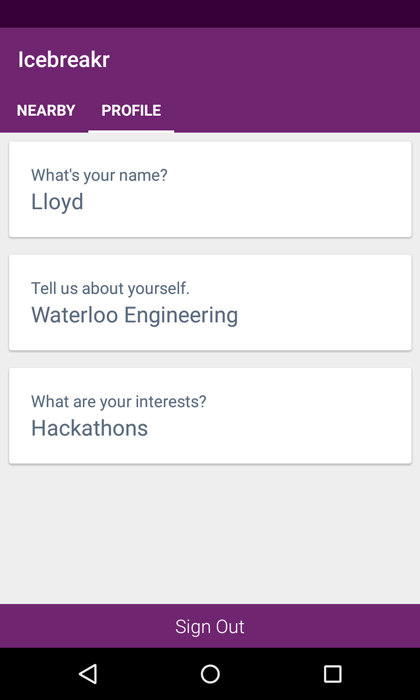 Icebreakr
NEARBY PROFILE
What's your name?
Lloyd
Tell us about yourself.
Waterloo Engineering
What are your interests?
Hackathons
Sign Out